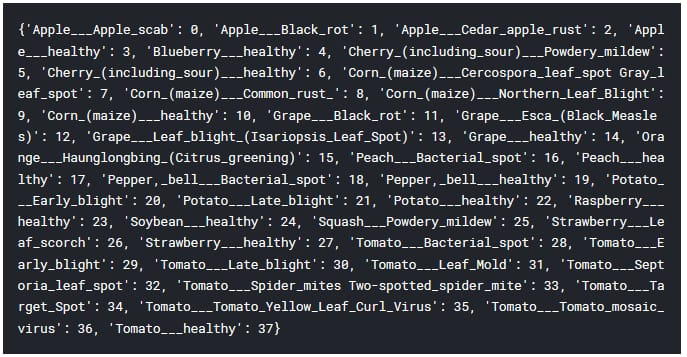 {'Apple___Apple_scab': 0, 'Apple___Black_rot': 1, 'Apple___Cedar_apple_rust': 2, 'Appl
e___healthy': 3, 'Blueberry___healthy': 4, 'Cherry_(including_sour)___Powdery_mildew':
5, 'Cherry_(including_sour)___healthy': 6, 'Corn_(maize)___Cercospora_leaf_spot Gray_l
eaf_spot': 7, 'Corn_(maize)___Common_rust_': 8, 'Corn_(maize)___Northern_Leaf_Blight':
9, 'Corn_(maize)___healthy': 10, 'Grape___Black_rot': 11, 'Grape___Esca_(Black_Measle
s)': 12, 'Grape___Leaf_blight_(Isariopsis_Leaf_Spot)': 13, 'Grape___healthy': 14, 'Ora
nge___Haunglongbing_(Citrus_greening)': 15, 'Peach___Bacterial_spot': 16, 'Peach___hea
lthy': 17, 'Pepper,_bell___Bacterial_spot': 18, 'Pepper,_bell___healthy': 19, 'Potato_
__Early_blight': 20, 'Potato___Late_blight': 21, 'Potato___healthy': 22, 'Raspberry___
healthy': 23, 'Soybean___healthy': 24, 'Squash___Powdery_mildew': 25, 'Strawberry___Le
af_scorch': 26, 'Strawberry___healthy': 27, 'Tomato___Bacterial_spot': 28, 'Tomato___E
arly_blight': 29, 'Tomato___Late_blight': 30, 'Tomato___Leaf_Mold': 31, 'Tomato___Sept
oria_leaf_spot': 32, 'Tomato___Spider_mites Two-spotted_spider_mite': 33, 'Tomato___Ta
rget_Spot': 34, 'Tomato___Tomato_Yellow_Leaf_Curl_Virus': 35, 'Tomato___Tomato_mosaic_
virus': 36, 'Tomato___healthy': 37}